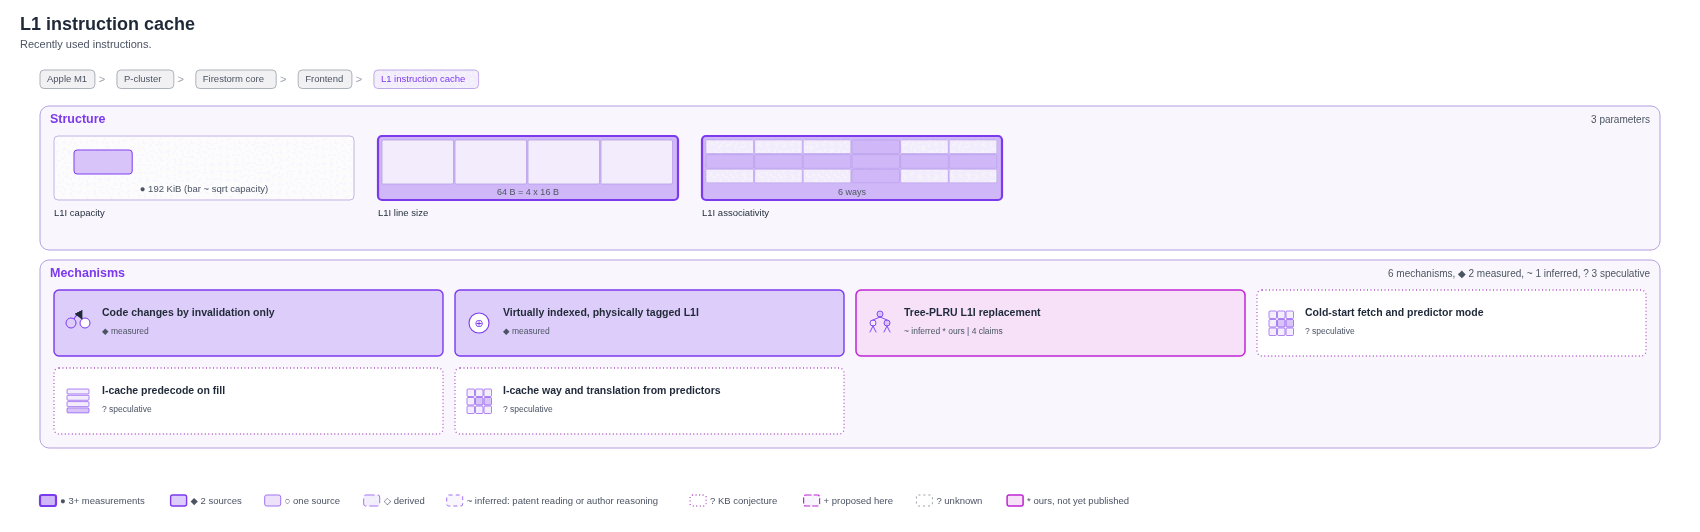 L1 instruction cache
Recently used instructions.
Apple M1 > P-cluster > Firestorm core > Frontend > L1 instruction cache
Structure 3 parameters
● 192 KiB (bar ~ sqrt capacity) 64 B = 4 x 16 B 6 ways
L1I capacity L1I line size L1I associativity
Mechanisms 6 mechanisms, ◆ 2 measured, ~ 1 inferred, ? 3 speculative
Code changes by invalidation only
◆ measured
Virtually indexed, physically tagged L1I
◆ measured
Tree-PLRU L1I replacement
~ inferred * ours | 4 claims
Cold-start fetch and predictor mode
? speculative
I-cache predecode on fill
? speculative
I-cache way and translation from predictors
? speculative
● 3+ measurements ◆ 2 sources ○ one source ◇ derived ~ inferred: patent reading or author reasoning ? KB conjecture + proposed here ? unknown * ours, not yet published